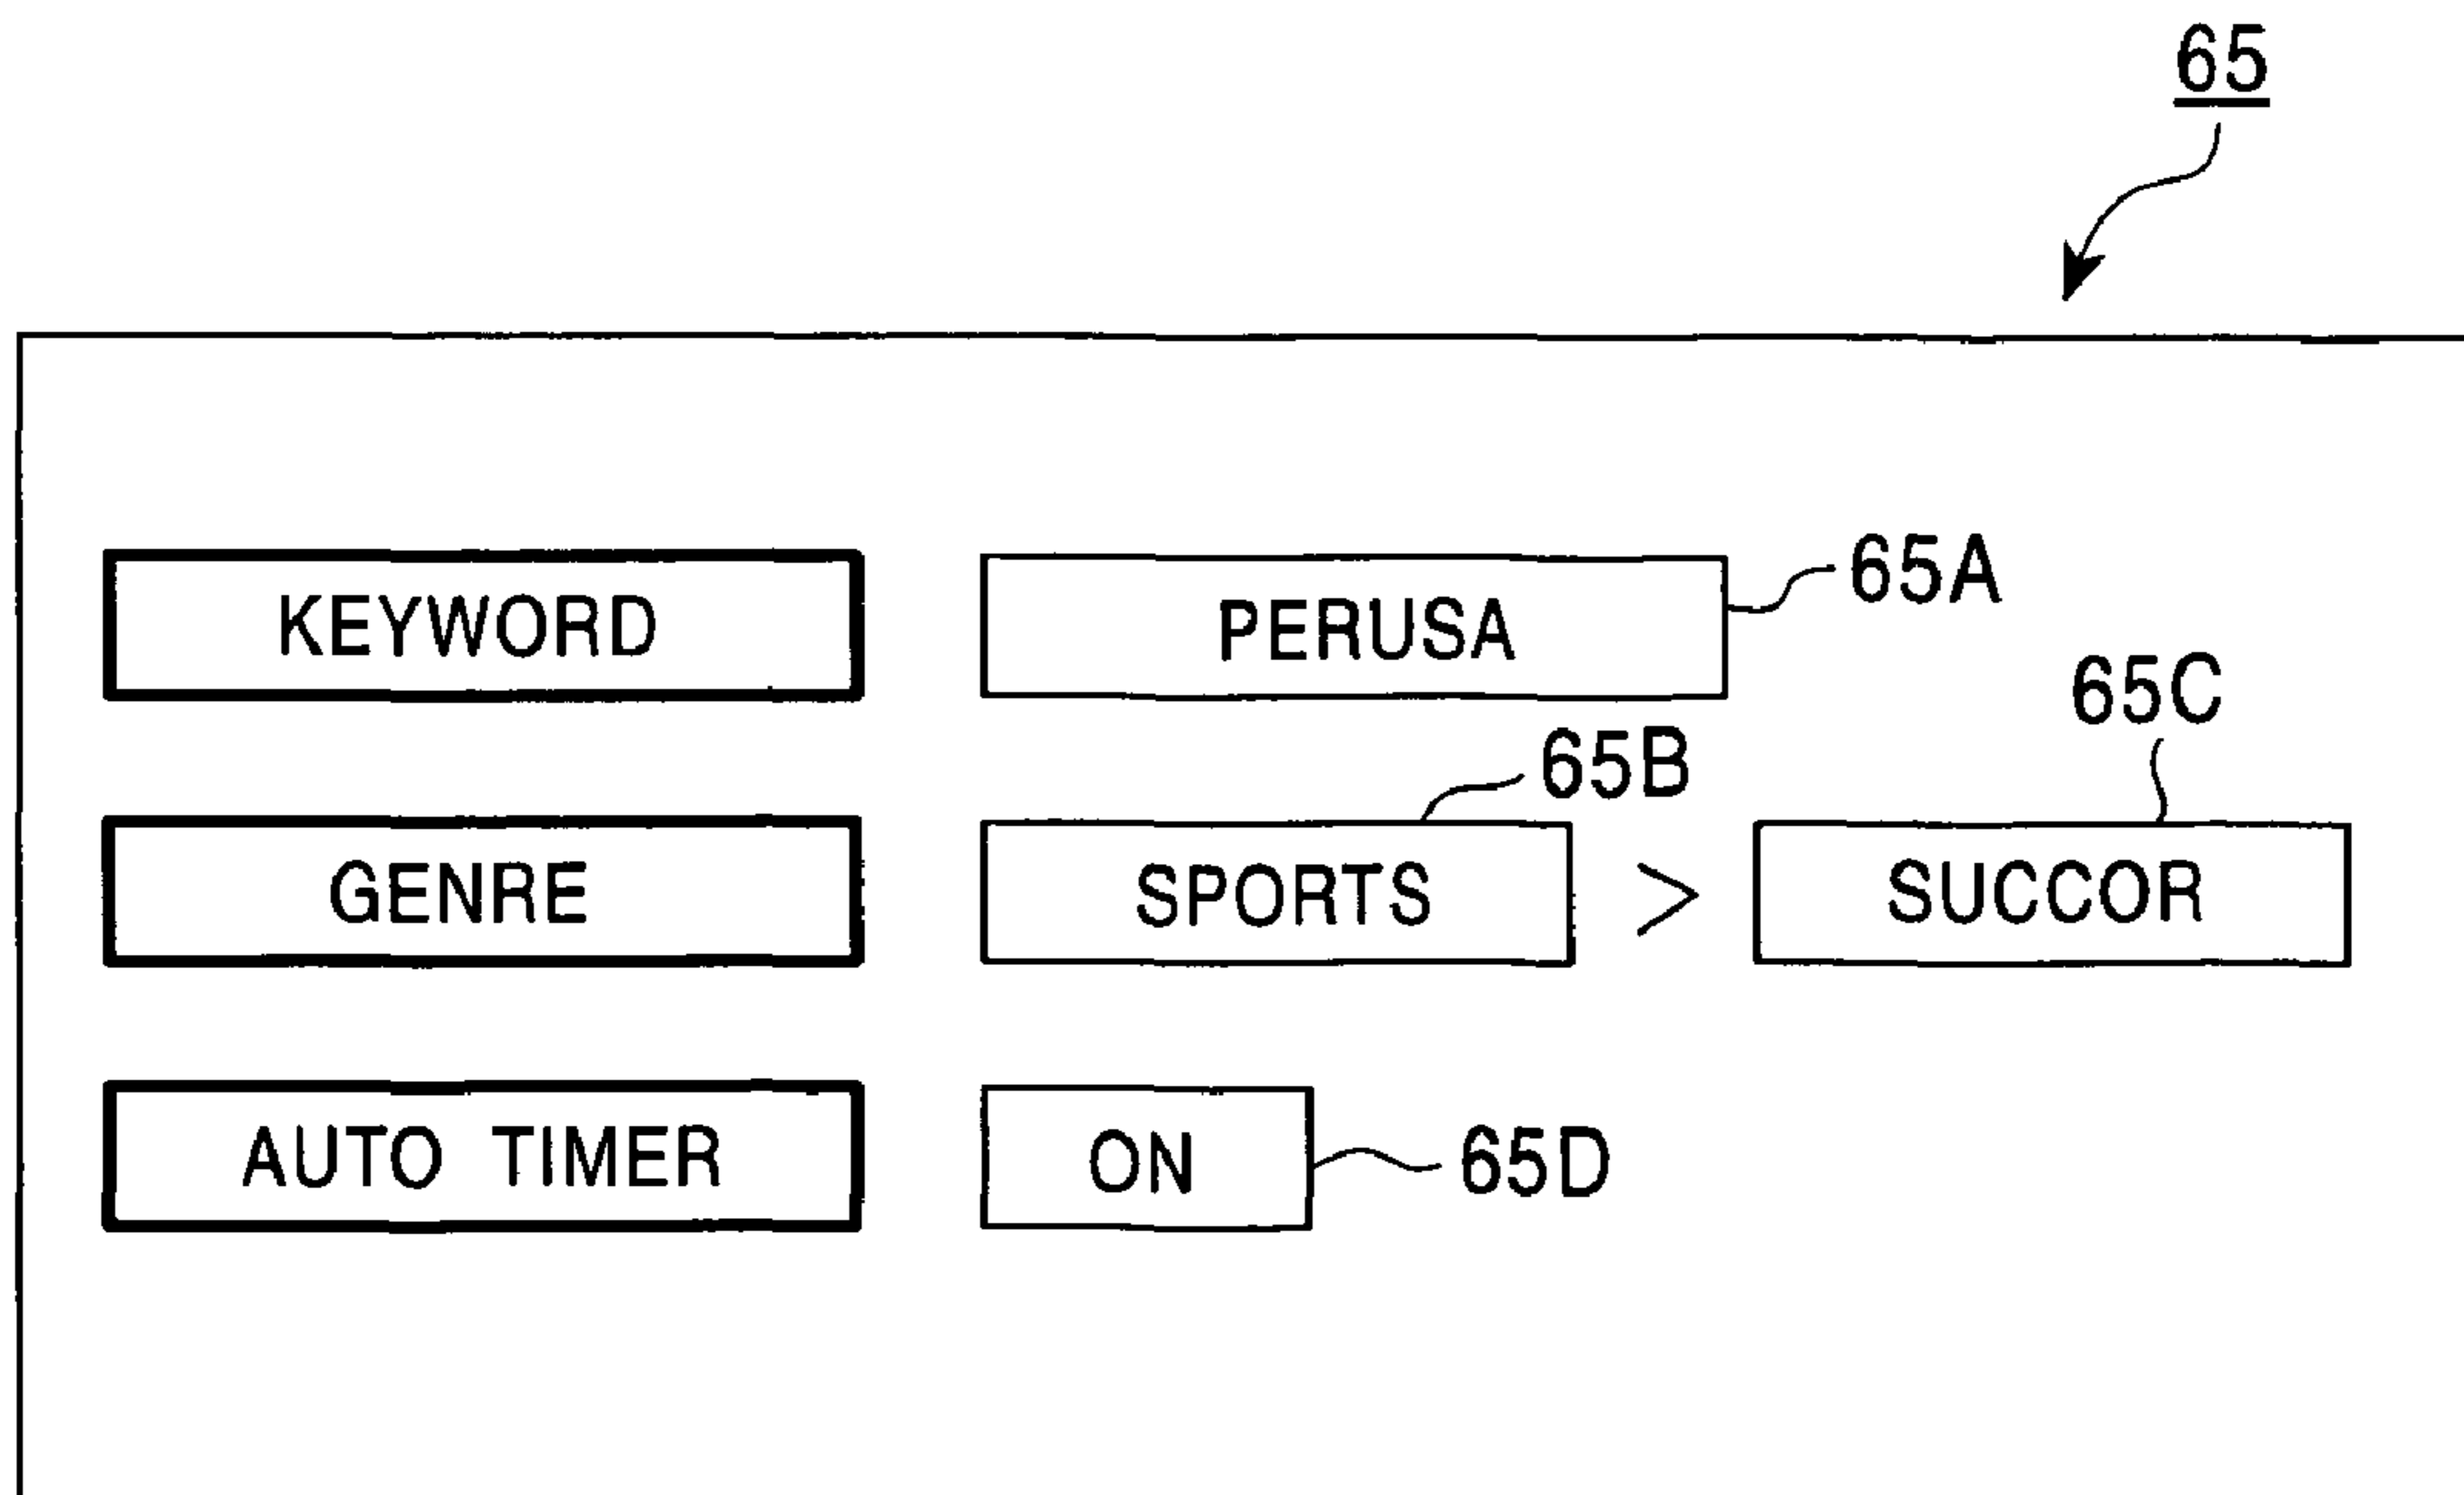 65
KEYWORD PERUSA 65A
65C
65B
GENRE SPORTS > SUCCOR
AUTO TIMER ON 65D